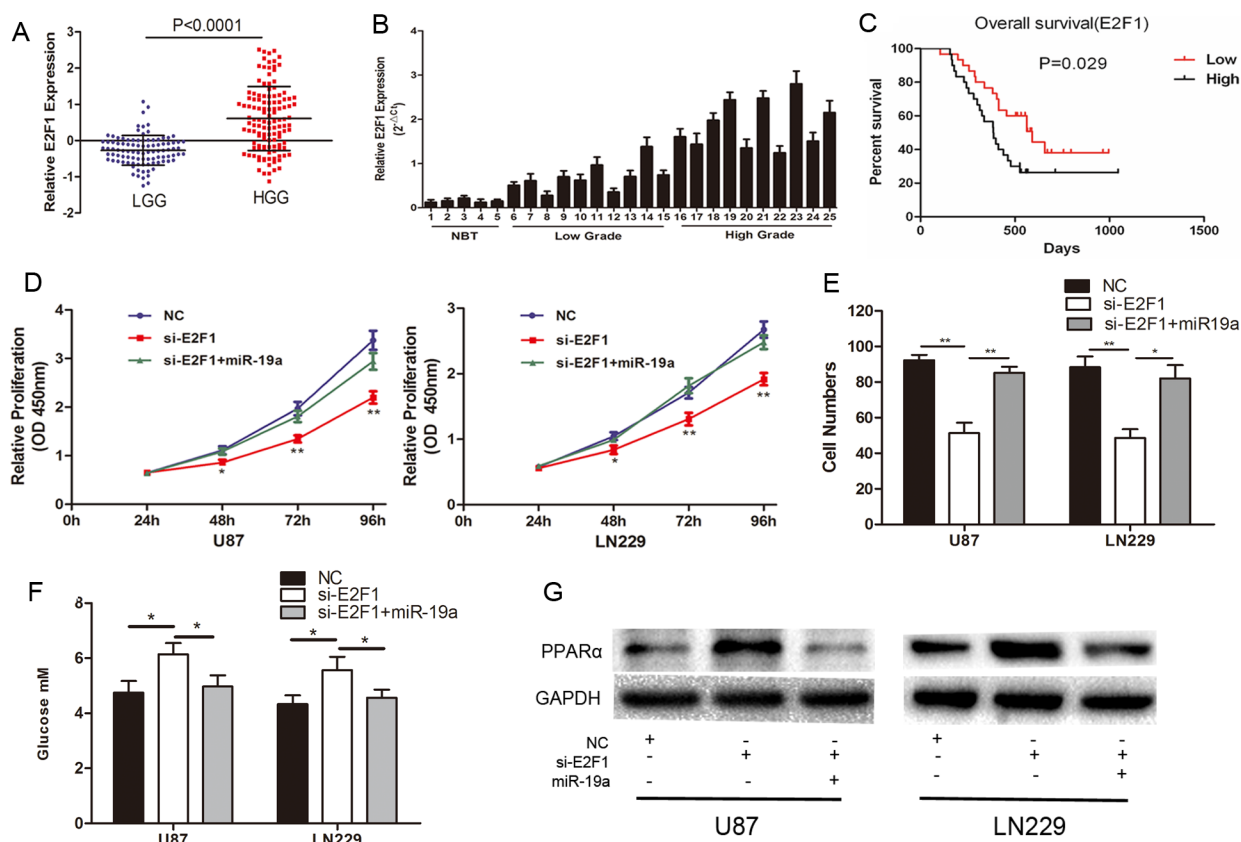 A
P<0.0001
Relative E2F1 Expression
3
2
1
0
-1
-2
LGG
HGG
B
Relative E2F1 Expression
(2-△Ct)
4
3
2
1
0
1 2 3 4 5 6 7 8 9 10 11 12 13 14 15 16 17 18 19 20 21 22 23 24 25
NBT
Low Grade
High Grade
C
Overall survival(E2F1)
P=0.029
Low
High
Percent survival
100
80
60
40
20
0
0 500 1000 1500
Days
D
NC
si-E2F1
si-E2F1+miR-19a
Relative Proliferation
(OD 450nm)
4
3
2
1
0
*
**
**
0h 24h 48h 72h 96h
U87
NC
si-E2F1
si-E2F1+miR-19a
Relative Proliferation
(OD 450nm)
3
2
1
0
*
**
**
0h 24h 48h 72h 96h
LN229
E
NC
si-E2F1
si-E2F1+miR19a
Cell Numbers
120
100
80
60
40
20
0
** ** ** *
U87 LN229
F
NC
si-E2F1
si-E2F1+miR-19a
Glucose mM
8
6
4
2
0
* * * *
U87 LN229
G
PPARα
GAPDH
NC + - - + - -
si-E2F1 - + + - + +
miR-19a - - + - - +
U87 LN229